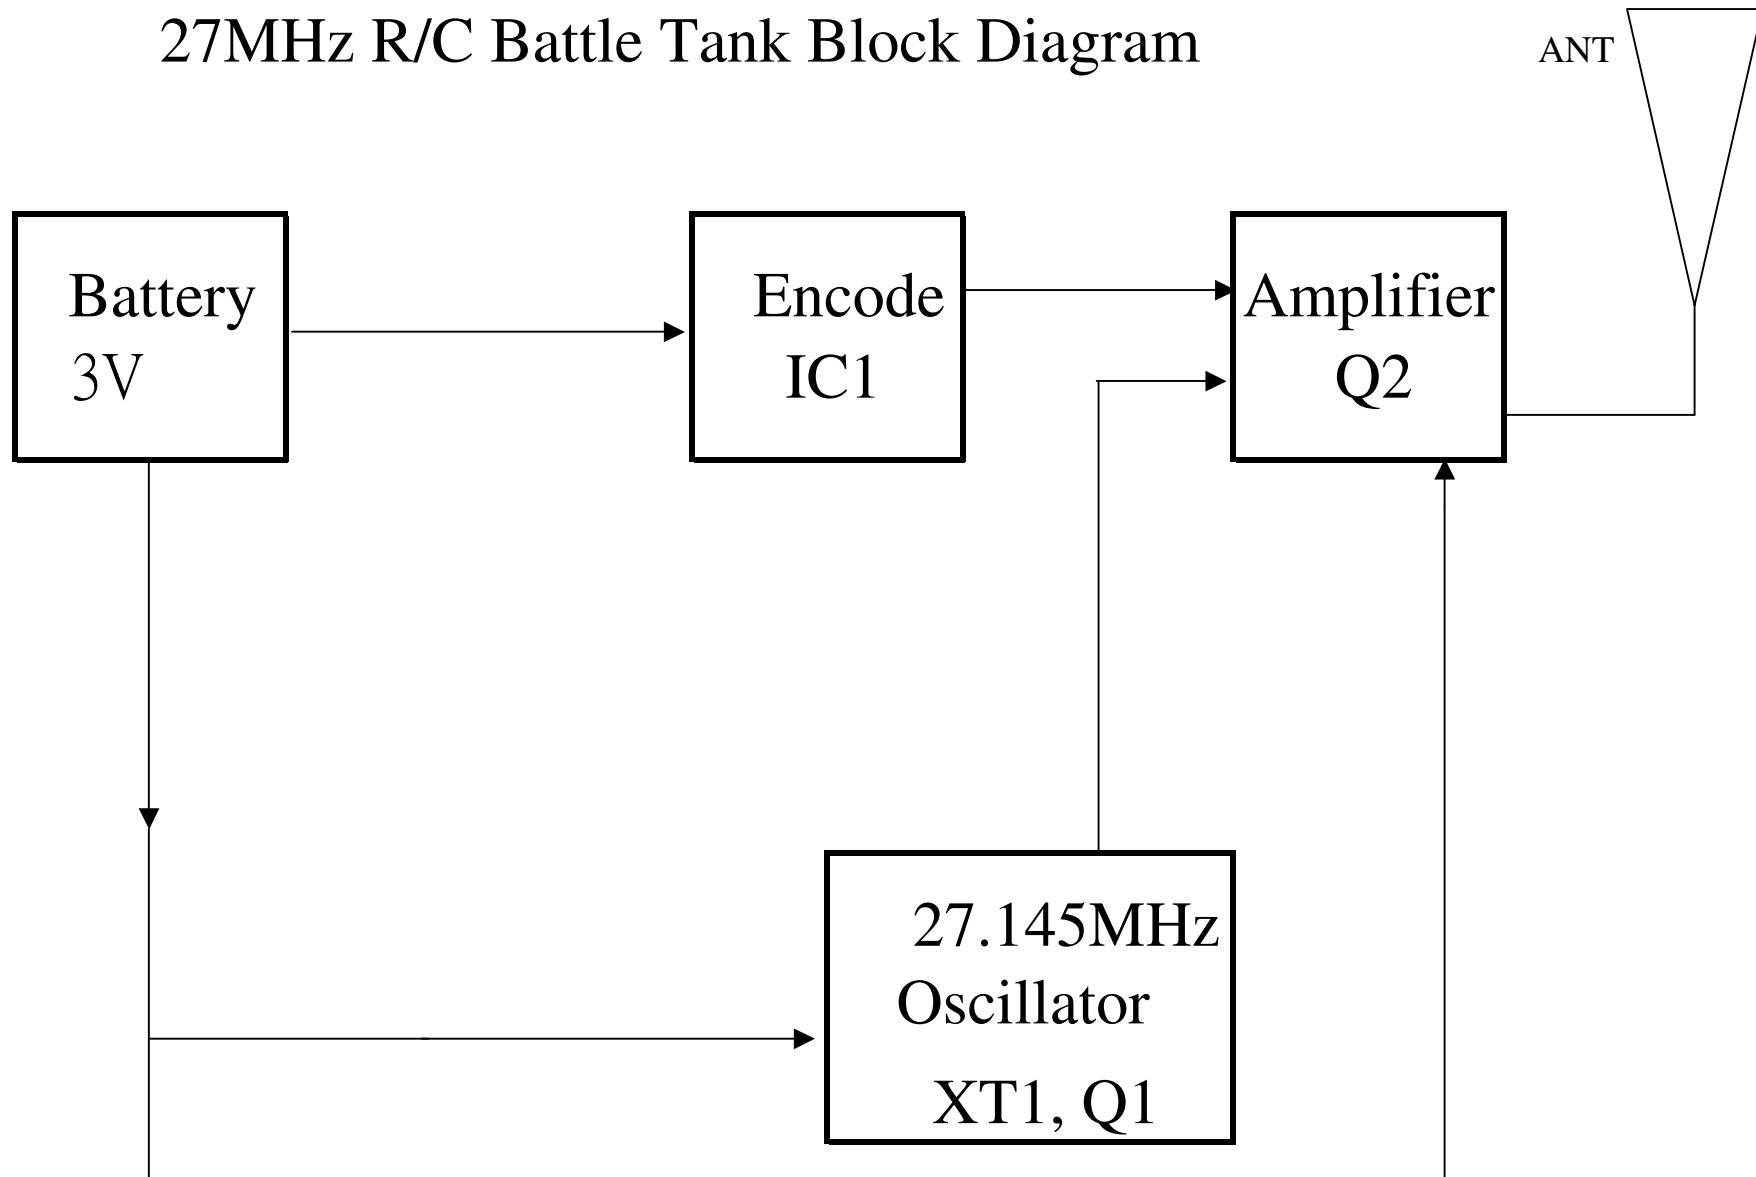 27MHz R/C Battle Tank Block Diagram
ANT
Battery
3V
Encode
IC1
Amplifier
Q2
27.145MHz
Oscillator
XT1, Q1